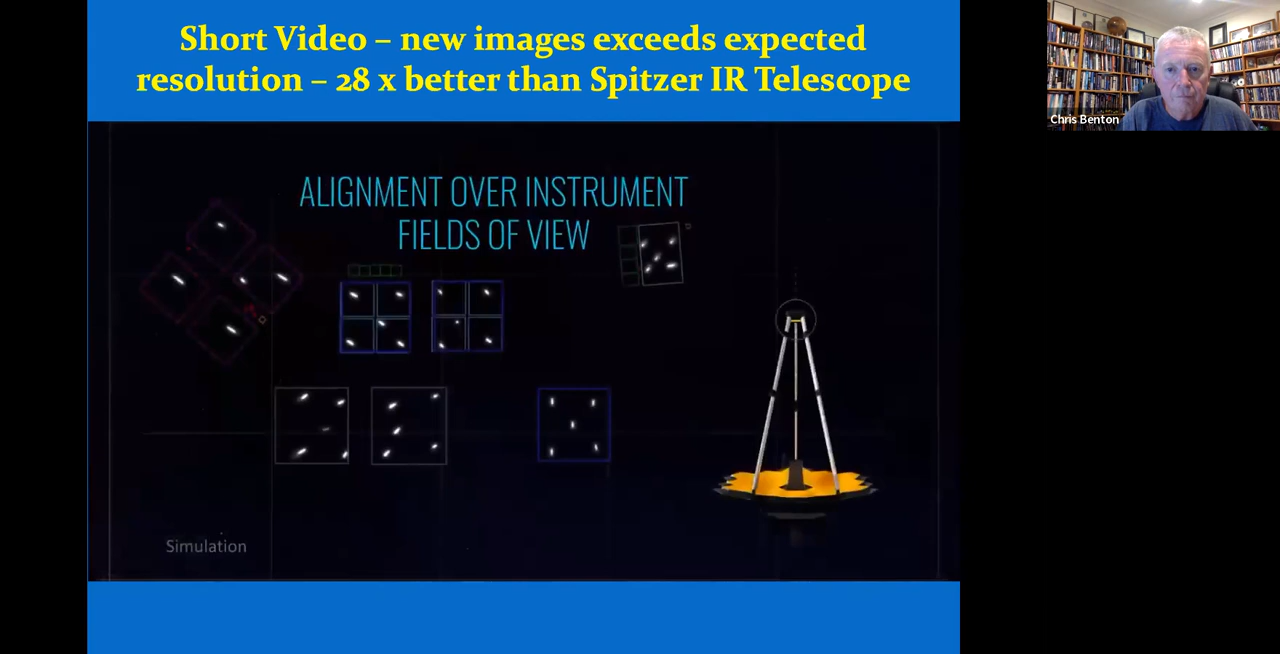 Short Video – new images exceeds expected
resolution – 28 x better than Spitzer IR Telescope
Chris Benton
ALIGNMENT OVER INSTRUMENT
FIELDS OF VIEW
Simulation